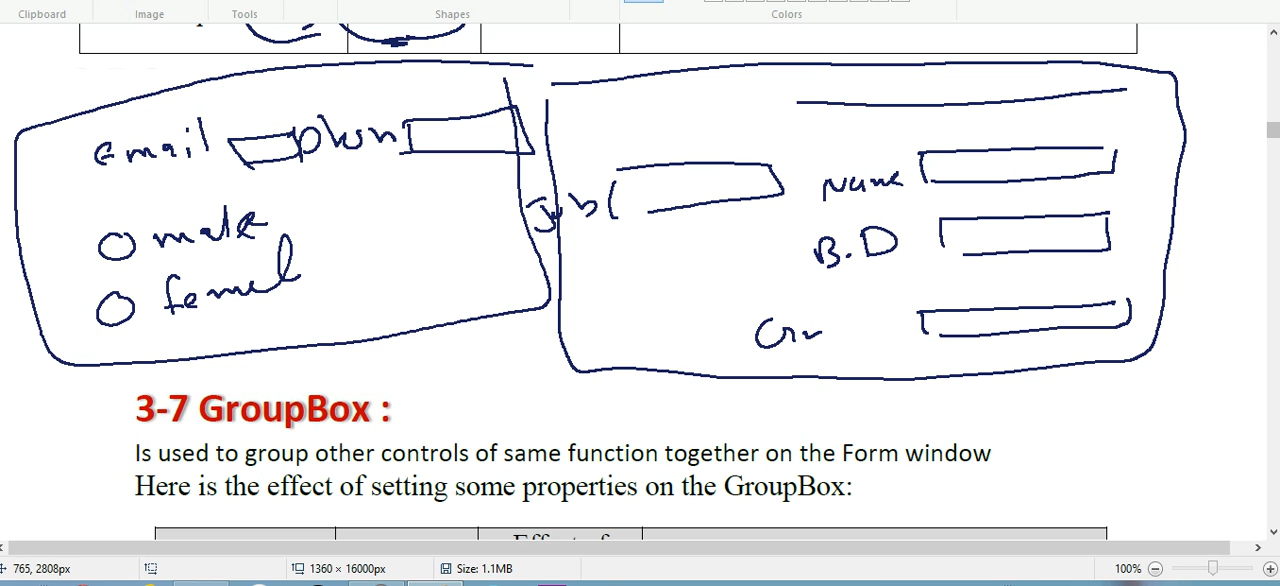 Clipboard Image Tools Shapes Colors
Email phon
Job
Name
male
B.D
femel
3-7 GroupBox :
Is used to group other controls of same function together on the Form window
Here is the effect of setting some properties on the GroupBox:
765, 2808px 1360 × 16000px Size: 1.1MB 100%